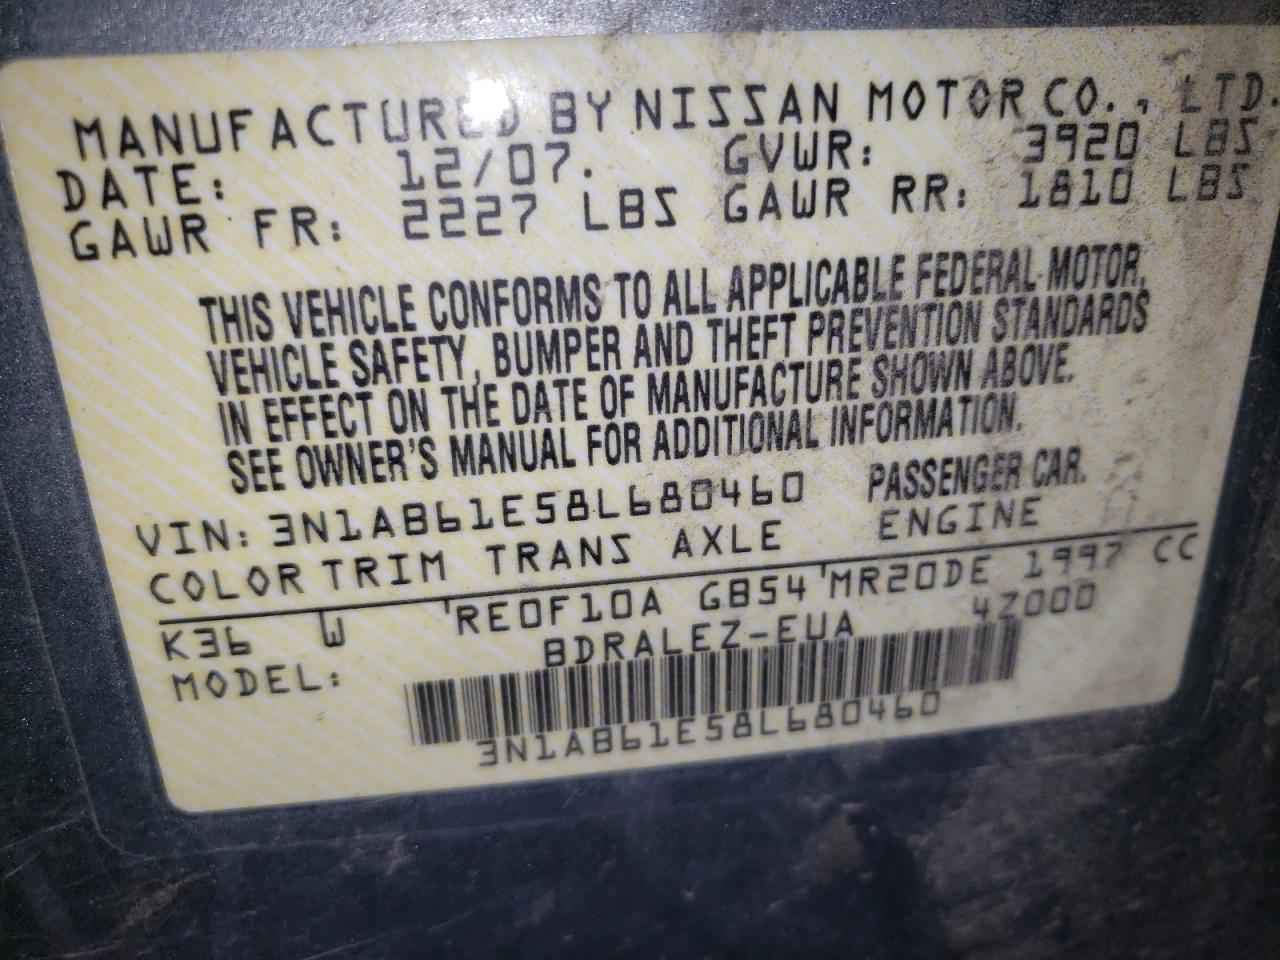 MANUFACTURED BY NISSAN MOTOR CO., LTD.
DATE: 12/07. GVWR: 3920 LBS
GAWR FR: 2227 LBS GAWR RR: 1810 LBS
THIS VEHICLE CONFORMS TO ALL APPLICABLE FEDERAL MOTOR,
VEHICLE SAFETY, BUMPER AND THEFT PREVENTION STANDARDS
IN EFFECT ON THE DATE OF MANUFACTURE SHOWN ABOVE.
SEE OWNER'S MANUAL FOR ADDITIONAL INFORMATION.
VIN: 3N1AB61E58L680460 PASSENGER CAR.
COLOR TRIM TRANS AXLE ENGINE
K36 W 'RE0F10A GB54 'MR20DE 1997 CC
MODEL: BDRALEZ-EUA 4Z000
3N1AB61E58L680460